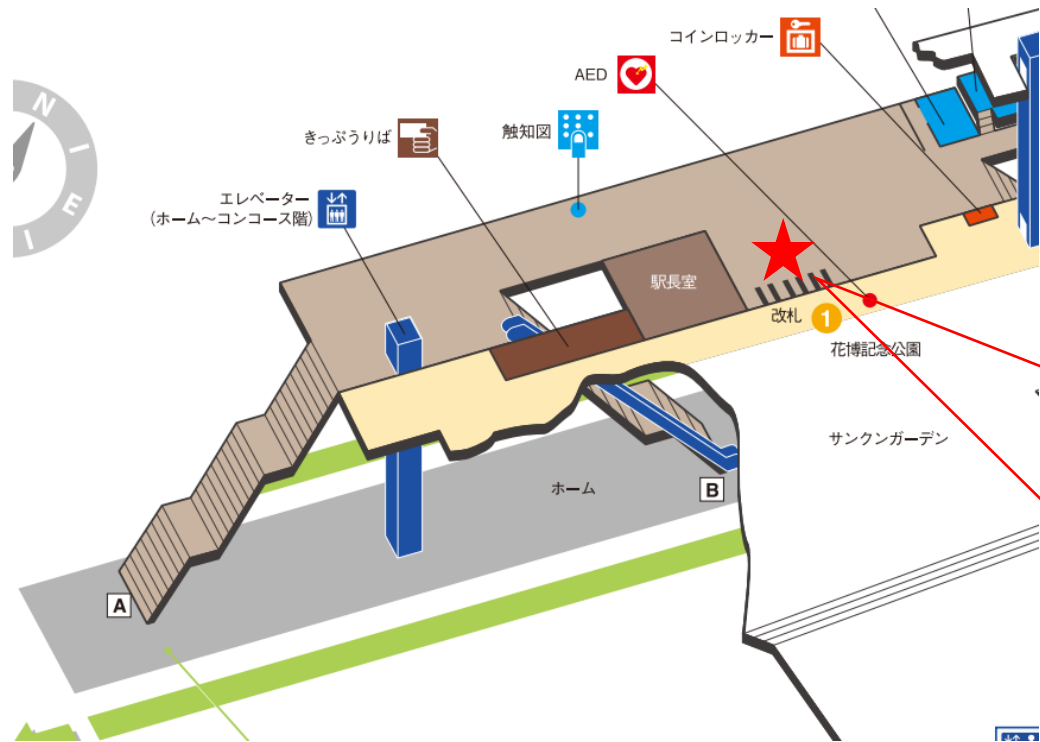 コインロッカー
AED
きっぷうりば
触知図
エレベーター
(ホーム～コンコース階)
N
E
駅長室
改札 1
花博記念公園
サンクンガーデン
ホーム
B
A